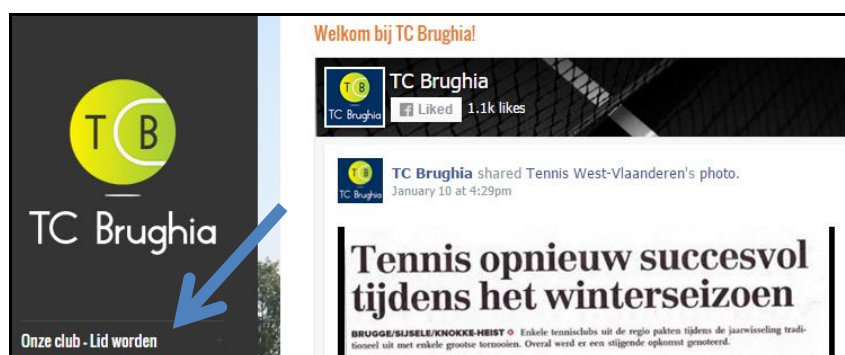 T B
TC Brughia
Onze club - Lid worden
Welkom bij TC Brughia!
T B
TC Brughia
TC Brughia
Liked 1.1k likes
T B
TC Brughia
TC Brughia shared Tennis West-Vlaanderen's photo.
January 10 at 4:29pm
Tennis opnieuw succesvol
tijdens het winterseizoen
BRUGGE/SIJSELE/KNOKKE-HEIST Enkele tennisclubs uit de regio pakten tijdens de jaarwisseling tradi-
tioneel uit met enkele grootse tornooien. Overal werd er een stijgende opkomst genoteerd.